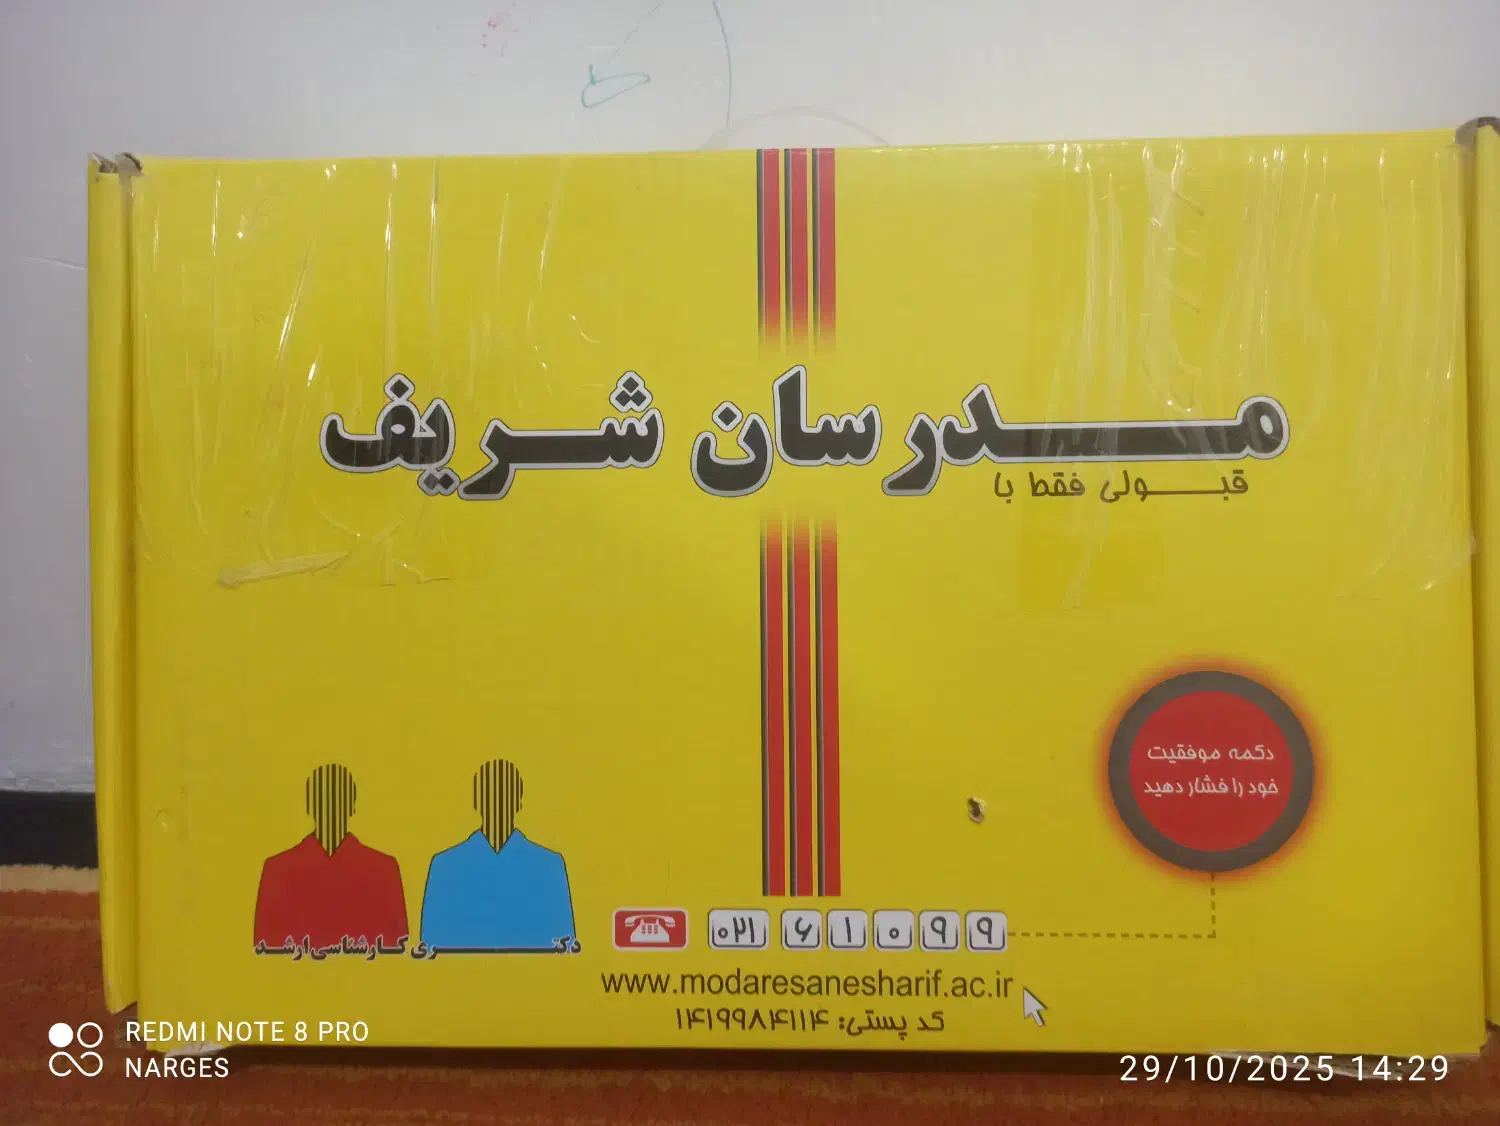 مدرسان شریف
قبولی فقط با
دکمه موفقیت
خود را فشار دهید
دکتری کارشناسی ارشد
۰۲۱ ۶۱۰۹۹
www.modaresanesharif.ac.ir
کد پستی: ۱۴۱۹۹۸۴۱۱۴
REDMI NOTE 8 PRO
NARGES
29/10/2025 14:29